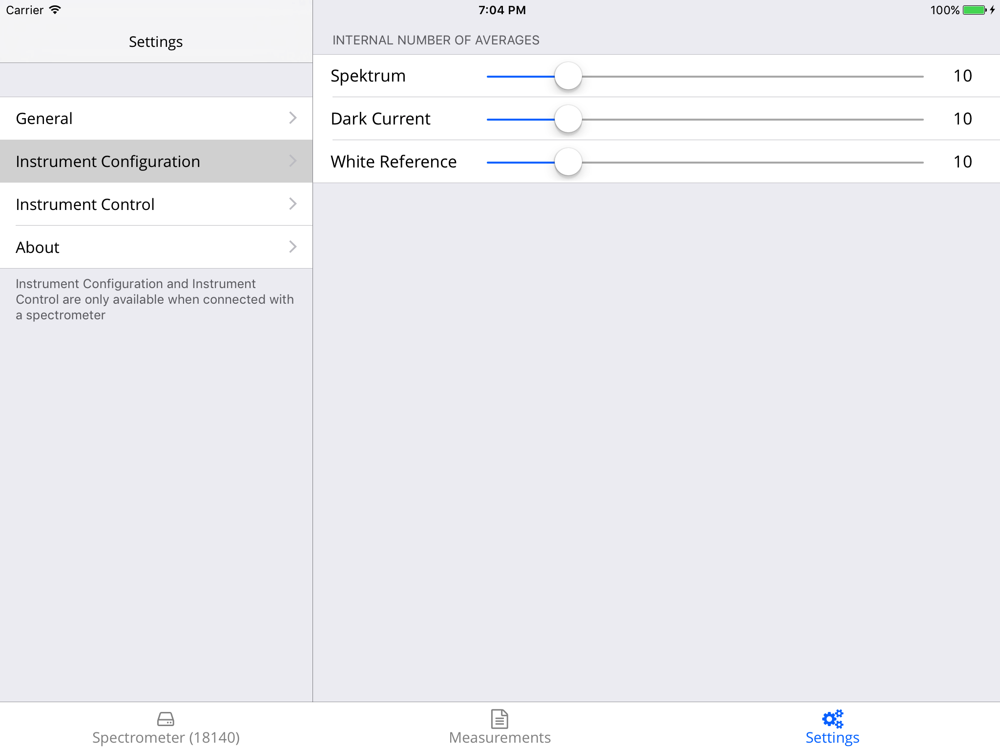 Carrier
7:04 PM
100%
Settings
General
Instrument Configuration
Instrument Control
About
Instrument Configuration and Instrument
Control are only available when connected with
a spectrometer
INTERNAL NUMBER OF AVERAGES
Spektrum 10
Dark Current 10
White Reference 10
Spectrometer (18140)
Measurements
Settings